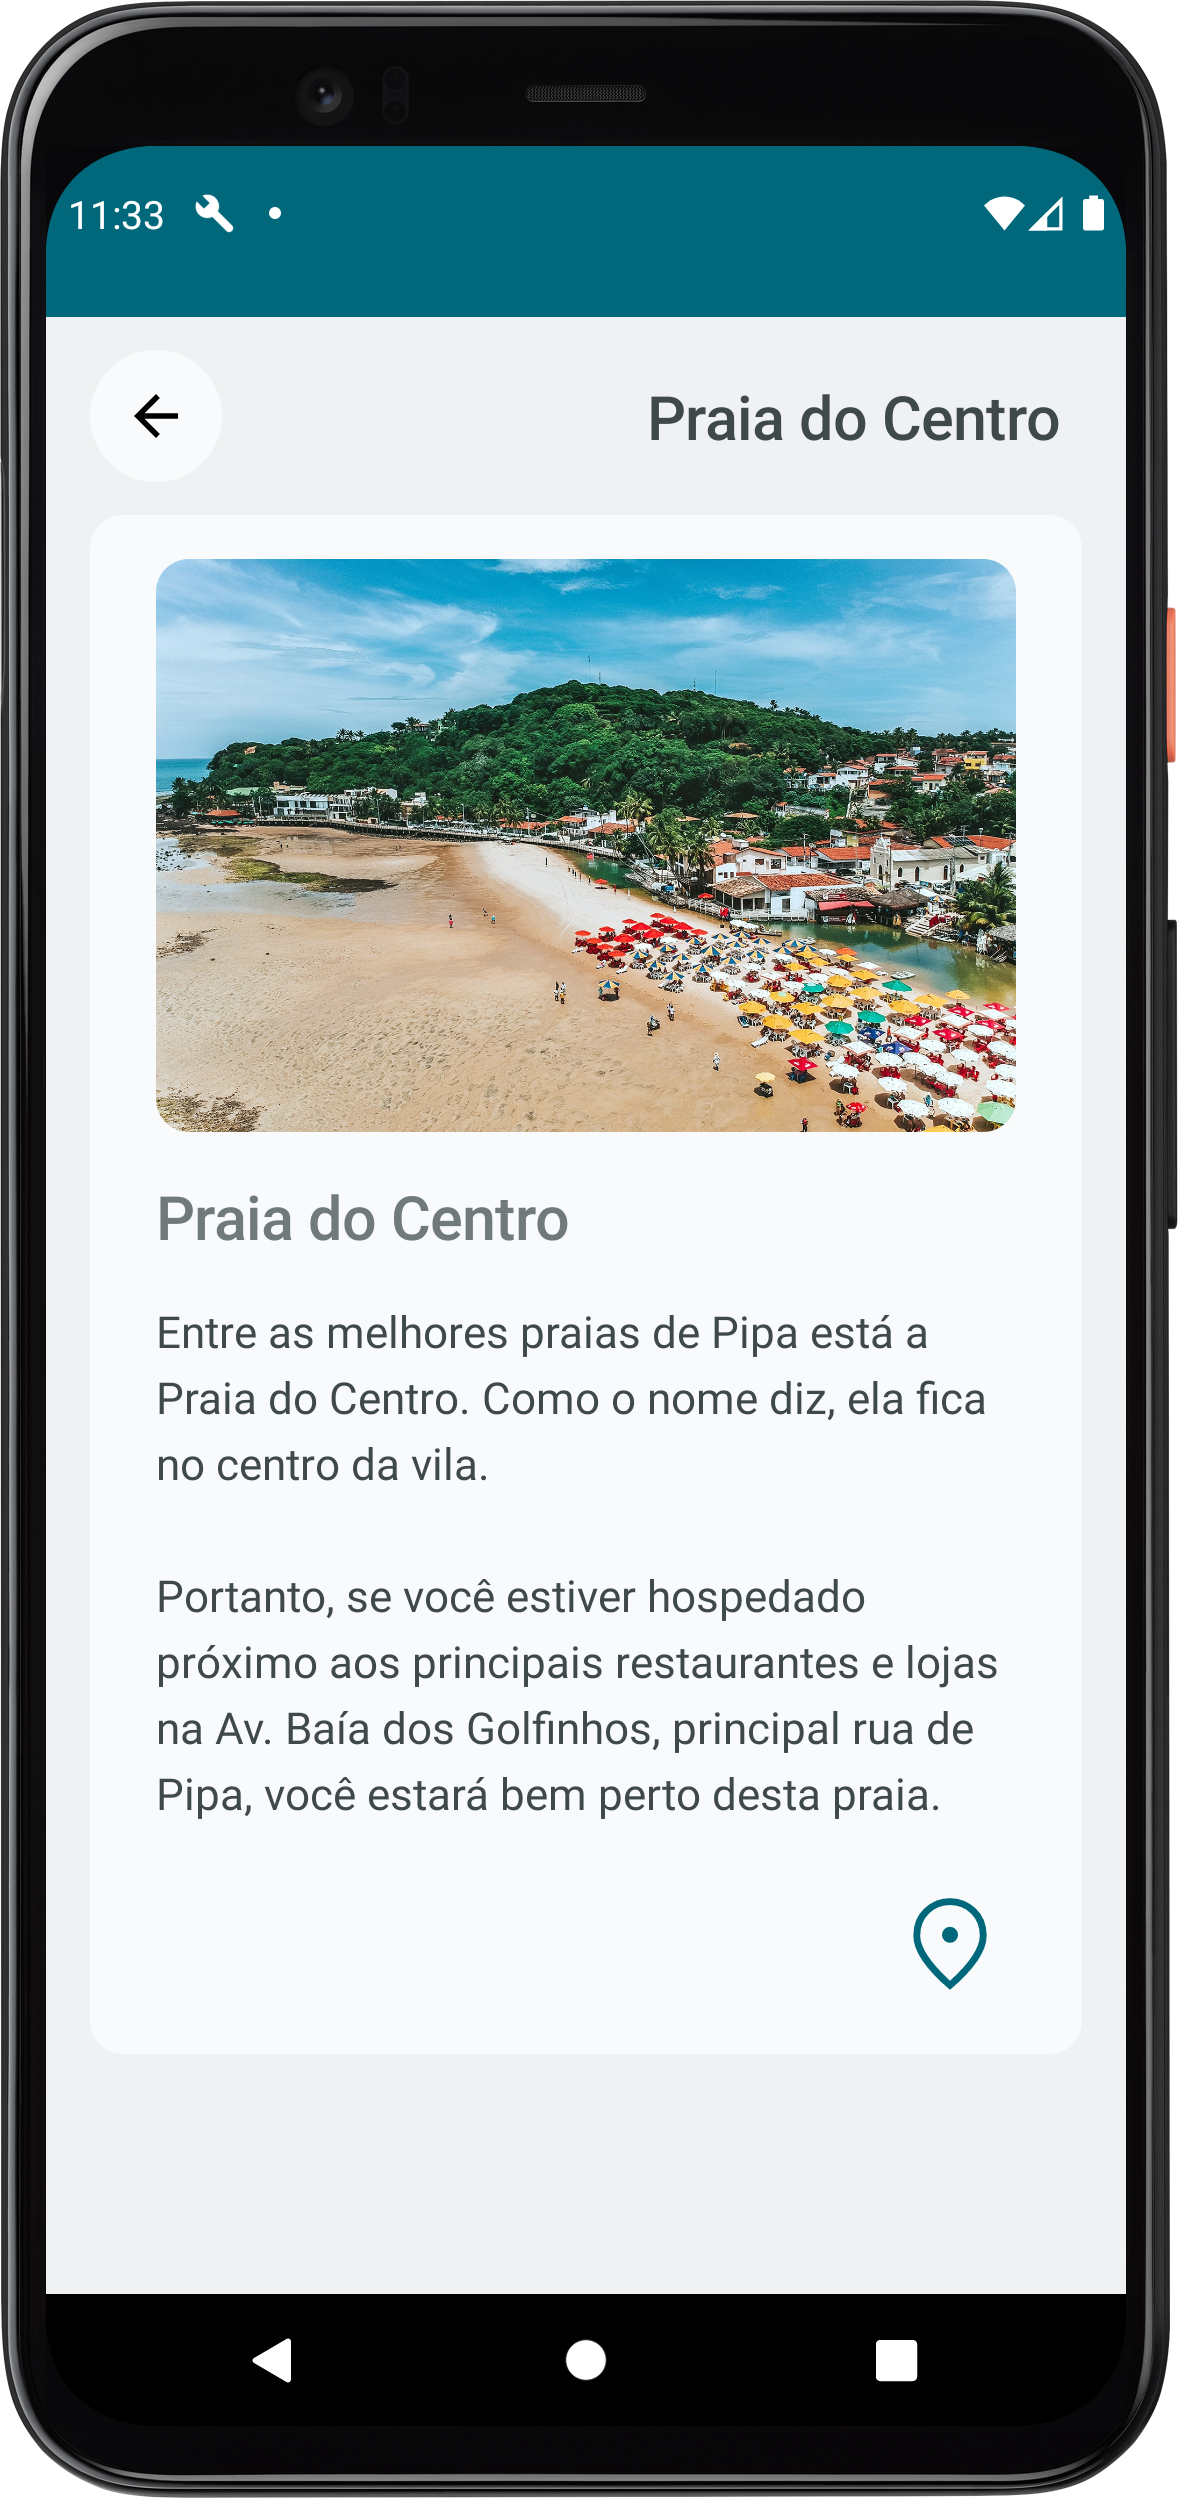 11:33
Praia do Centro
Praia do Centro
Entre as melhores praias de Pipa está a
Praia do Centro. Como o nome diz, ela fica
no centro da vila.
Portanto, se você estiver hospedado
próximo aos principais restaurantes e lojas
na Av. Baía dos Golfinhos, principal rua de
Pipa, você estará bem perto desta praia.